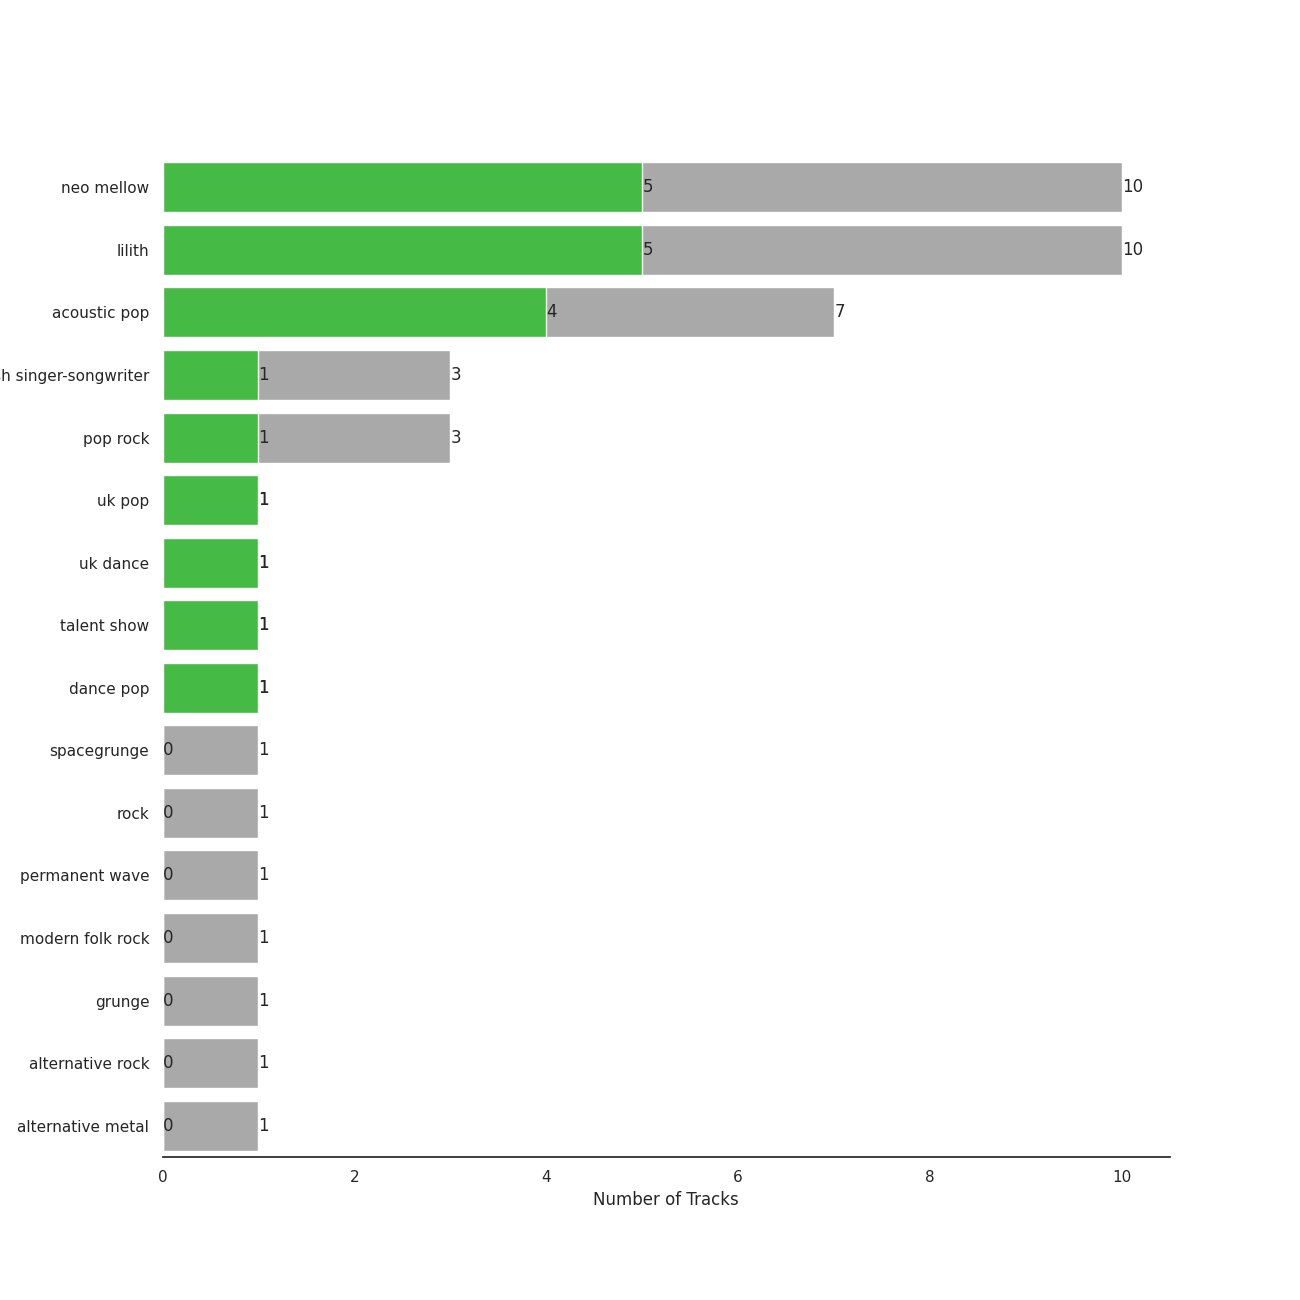 neo mellow 5 10
lilith 5 10
acoustic pop 4 7
h singer-songwriter 1 3
pop rock 1 3
uk pop 1
uk dance 1
talent show 1
dance pop 1
spacegrunge 0 1
rock 0 1
permanent wave 0 1
modern folk rock 0 1
grunge 0 1
alternative rock 0 1
alternative metal 0 1
0 2 4 6 8 10
Number of Tracks